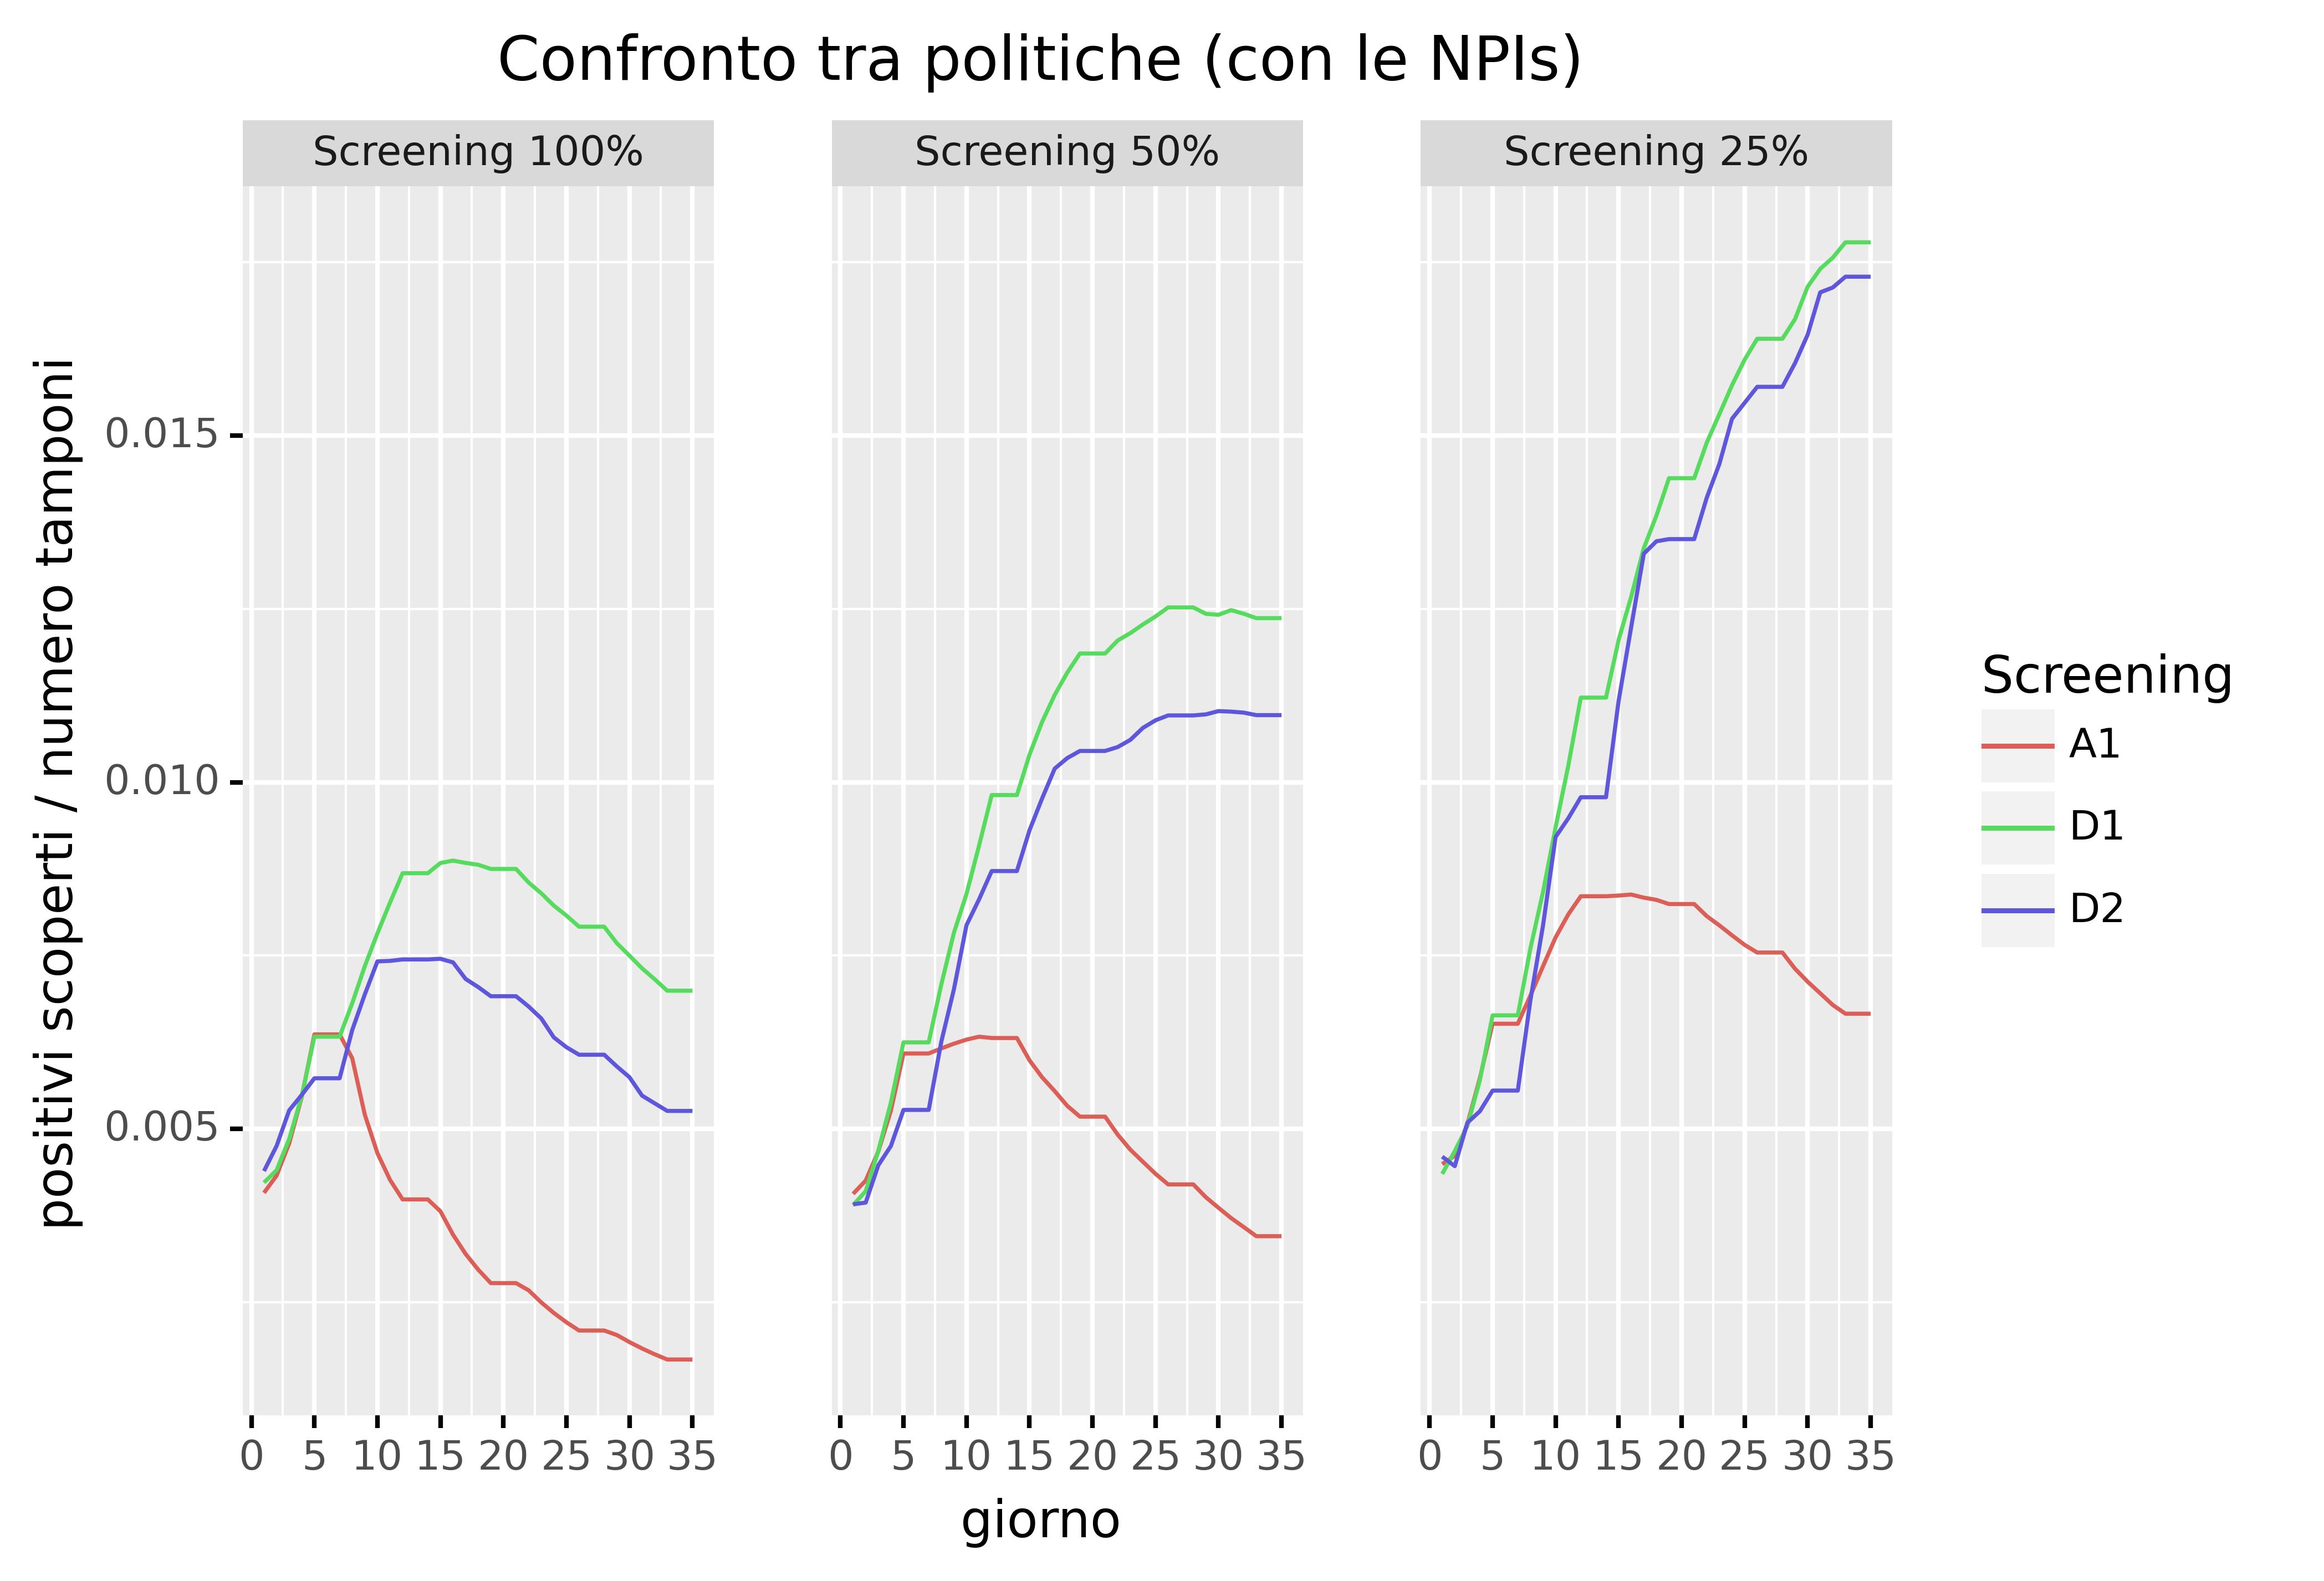 Confronto tra politiche (con le NPIs)
Screening 100%
Screening 50%
Screening 25%
positivi scoperti / numero tamponi
0.015
0.010
0.005
0 5 10 15 20 25 30 35
0 5 10 15 20 25 30 35
0 5 10 15 20 25 30 35
giorno
Screening
A1
D1
D2